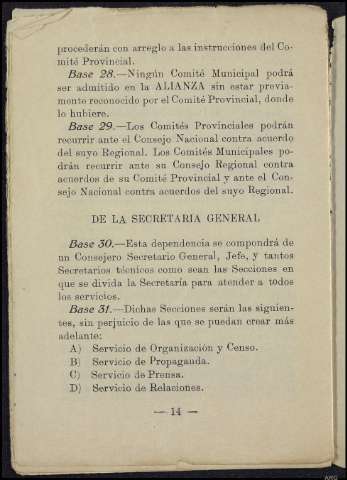 procederán con arreglo a las instrucciones del Co-
mité Provincial.
Base 28.—Ningún Comité Municipal podrá
ser admitido en la ALIANZA sin estar previa-
mente reconocido por el Comité Provincial, donde
lo hubiere.
Base 29.—Los Comités Provinciales podrán
recurrir ante el Consejo Nacional contra acuerdo
del suyo Regional. Los Comités Municipales po-
drán recurrir ante su Consejo Regional contra
acuerdos de su Comité Provincial y ante el Con-
sejo Nacional contra acuerdos del suyo Regional.
DE LA SECRETARIA GENERAL
Base 30.—Esta dependencia se compondrá de
un Consejero Secretario General, Jefe, y tantos
Secretarios técnicos como sean las Secciones en
que se divida la Secretaría para atender a todos
los servicios.
Base 31.—Dichas Secciones serán las siguien-
tes, sin perjuicio de las que se puedan crear más
adelante:
A) Servicio de Organización y Censo.
B) Servicio de Propaganda.
C) Servicio de Prensa.
D) Servicio de Relaciones.
— 14 —